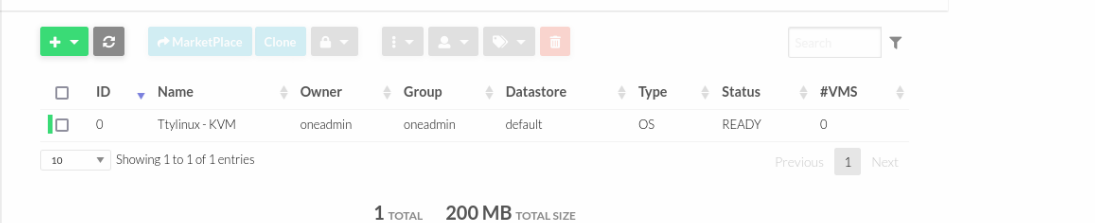 MarketPlace Clone Search
ID Name Owner Group Datastore Type Status #VMS
0 Ttylinux - KVM oneadmin oneadmin default OS READY 0
10 Showing 1 to 1 of 1 entries Previous 1 Next
1 TOTAL 200 MB TOTAL SIZE